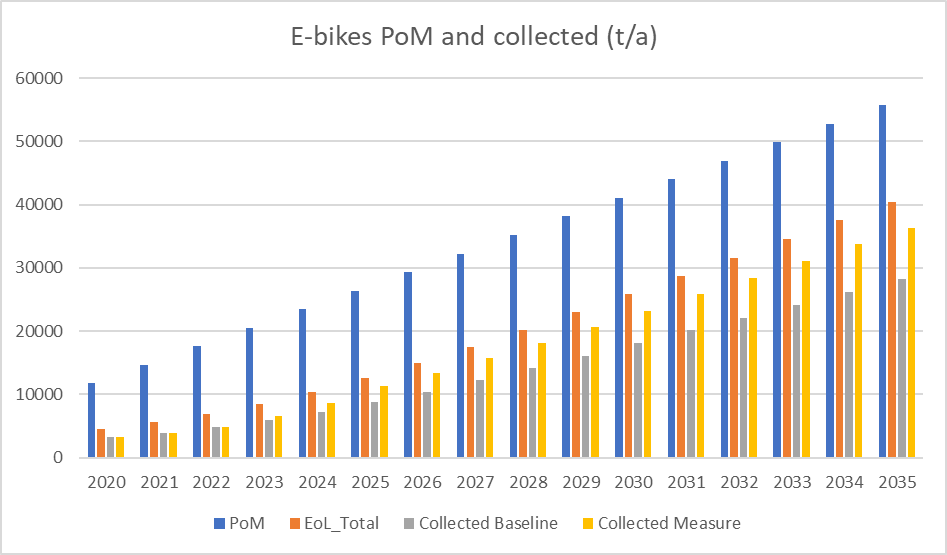 E-bikes PoM and collected (t/a)
60000
50000
40000
30000
20000
10000
0
2020 2021 2022 2023 2024 2025 2026 2027 2028 2029 2030 2031 2032 2033 2034 2035
PoM EoL_Total Collected Baseline Collected Measure